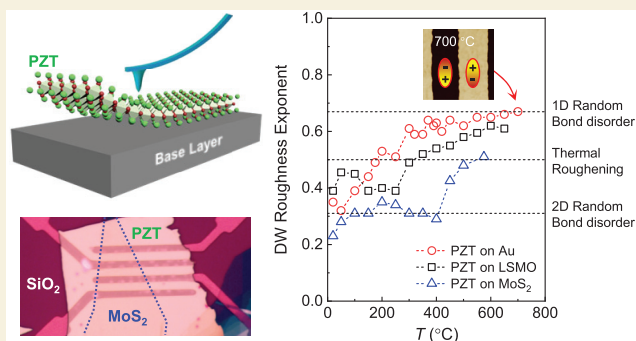 PZT
Base Layer
PZT
SiO₂
MoS₂
DW Roughness Exponent
0.8
0.6
0.4
0.2
0.0
700 °C
- +
+ -
1D Random
Bond disorder
Thermal
Roughening
2D Random
Bond disorder
PZT on Au
PZT on LSMO
PZT on MoS₂
0 200 400 600 800
T (°C)